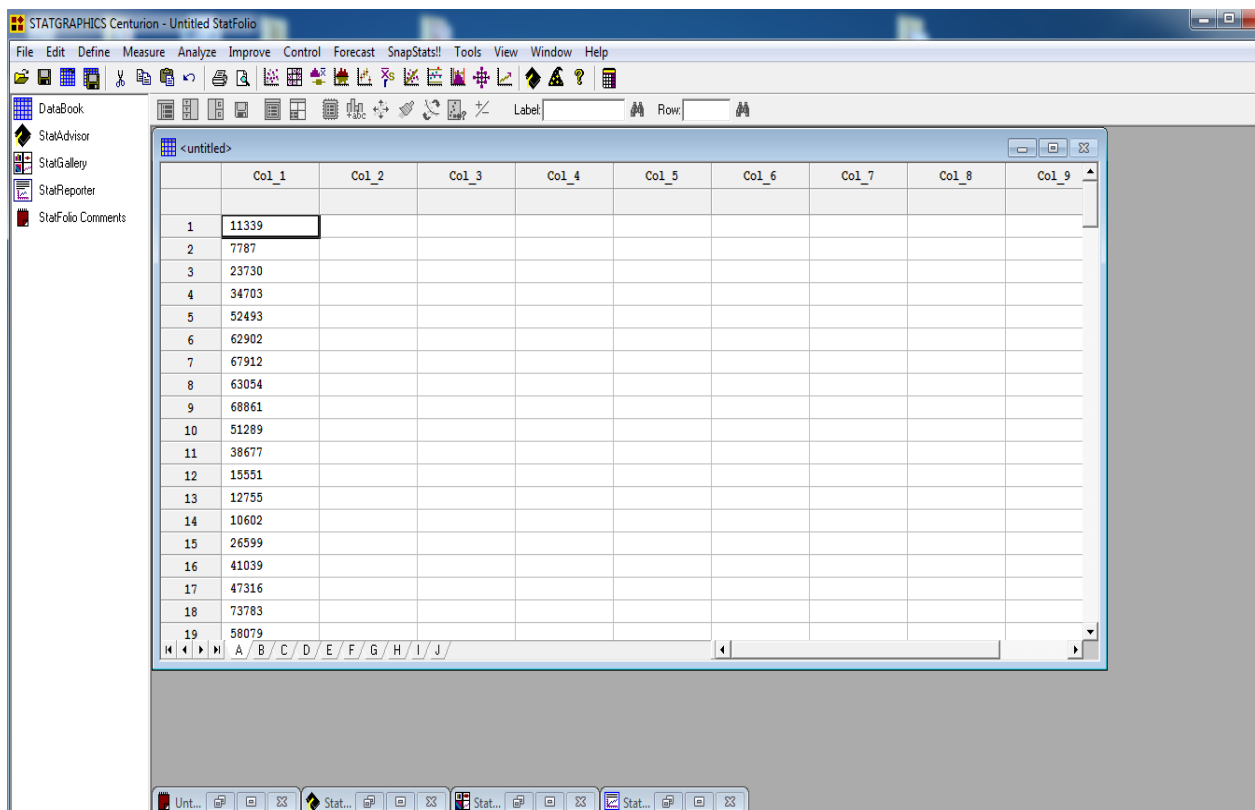 STATGRAPHICS Centurion - Untitled StatFolio
File Edit Define Measure Analyze Improve Control Forecast SnapStats!! Tools View Window Help
DataBook
StatAdvisor
StatGallery
StatReporter
StatFolio Comments
Label: Row:
<untitled>
Col_1 Col_2 Col_3 Col_4 Col_5 Col_6 Col_7 Col_8 Col_9
1 11339
2 7787
3 23730
4 34703
5 52493
6 62902
7 67912
8 63054
9 68861
10 51289
11 38677
12 15551
13 12755
14 10602
15 26599
16 41039
17 47316
18 73783
19 58079
A B C D E F G H I J
Unt... Stat... Stat... Stat...